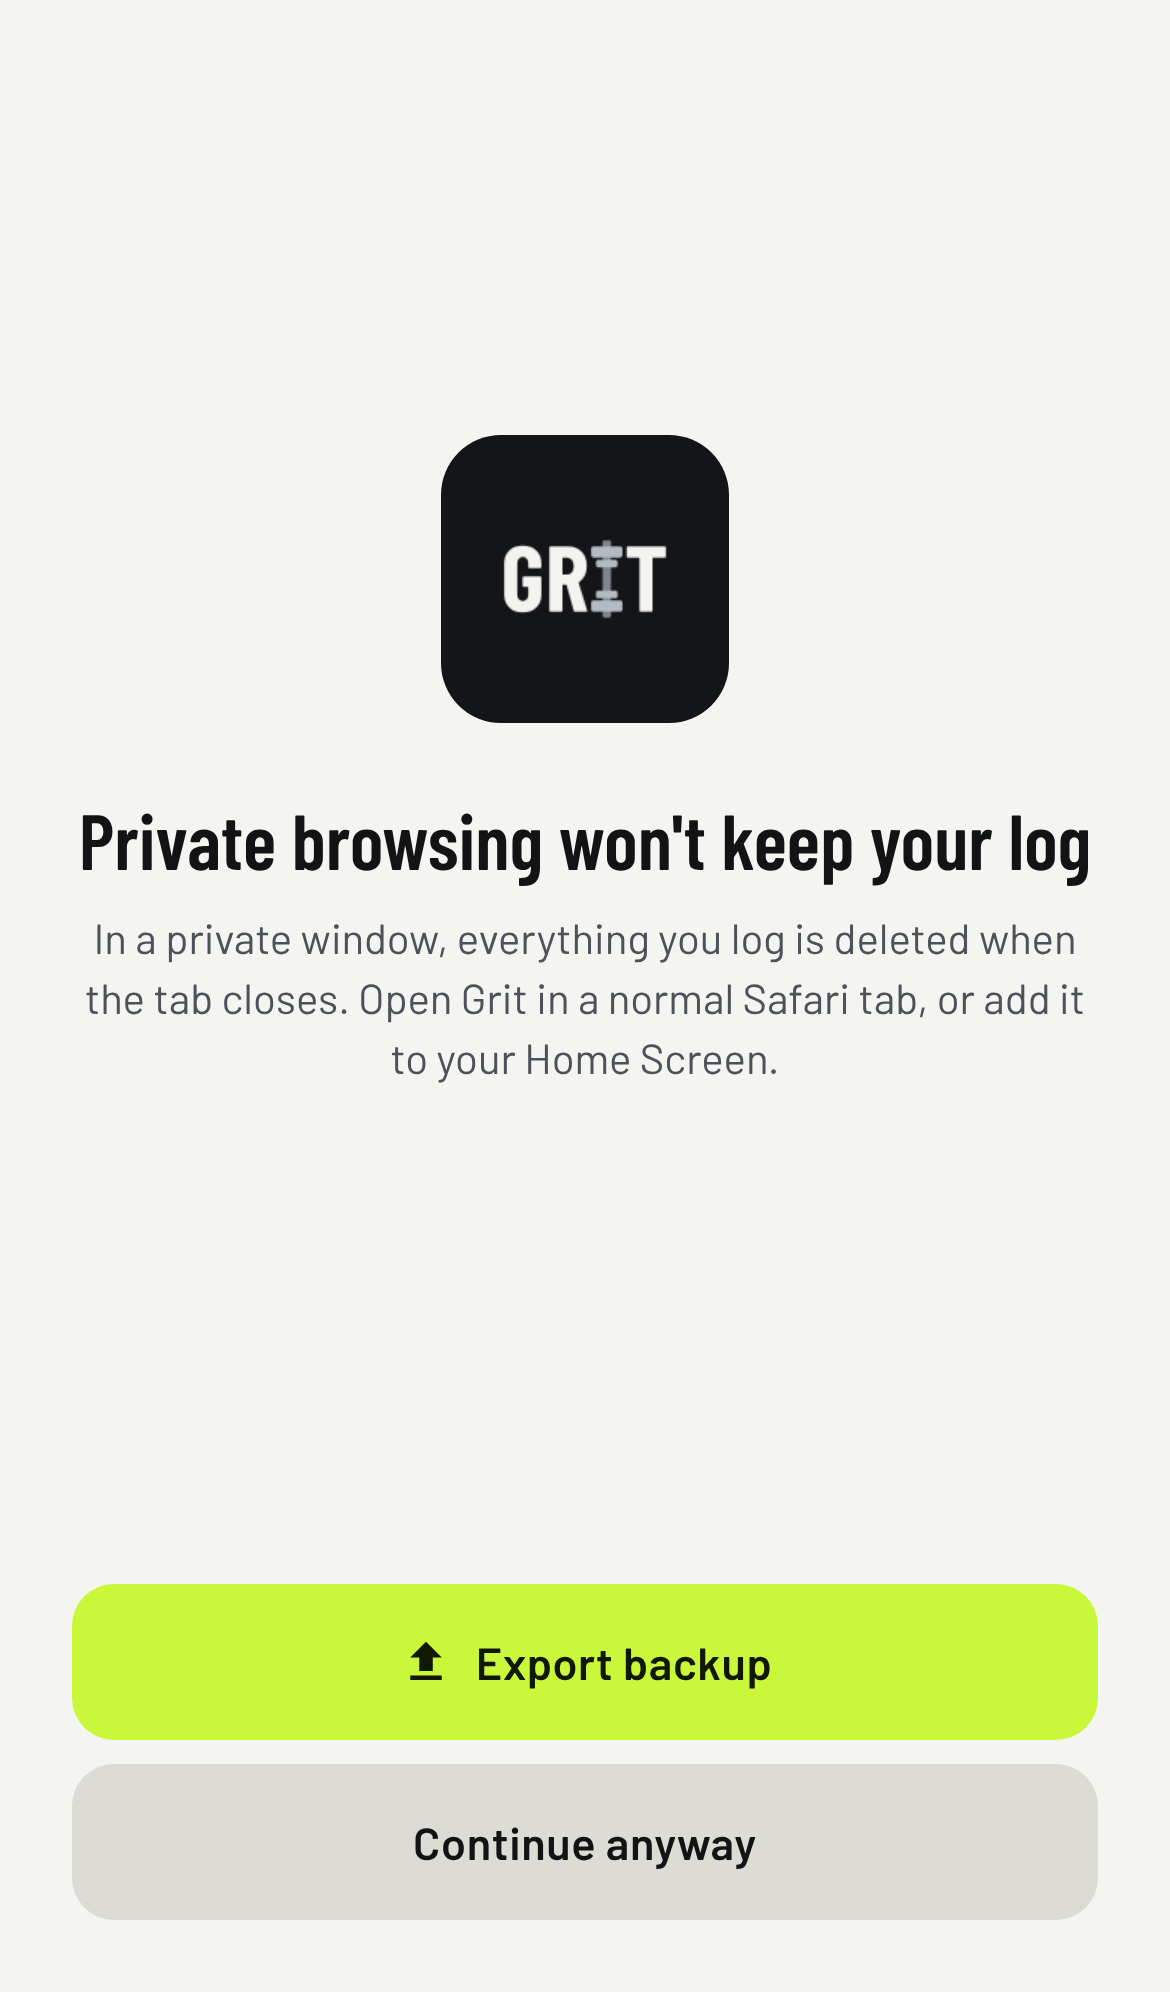 GRIT
Private browsing won't keep your log
In a private window, everything you log is deleted when
the tab closes. Open Grit in a normal Safari tab, or add it
to your Home Screen.
Export backup
Continue anyway